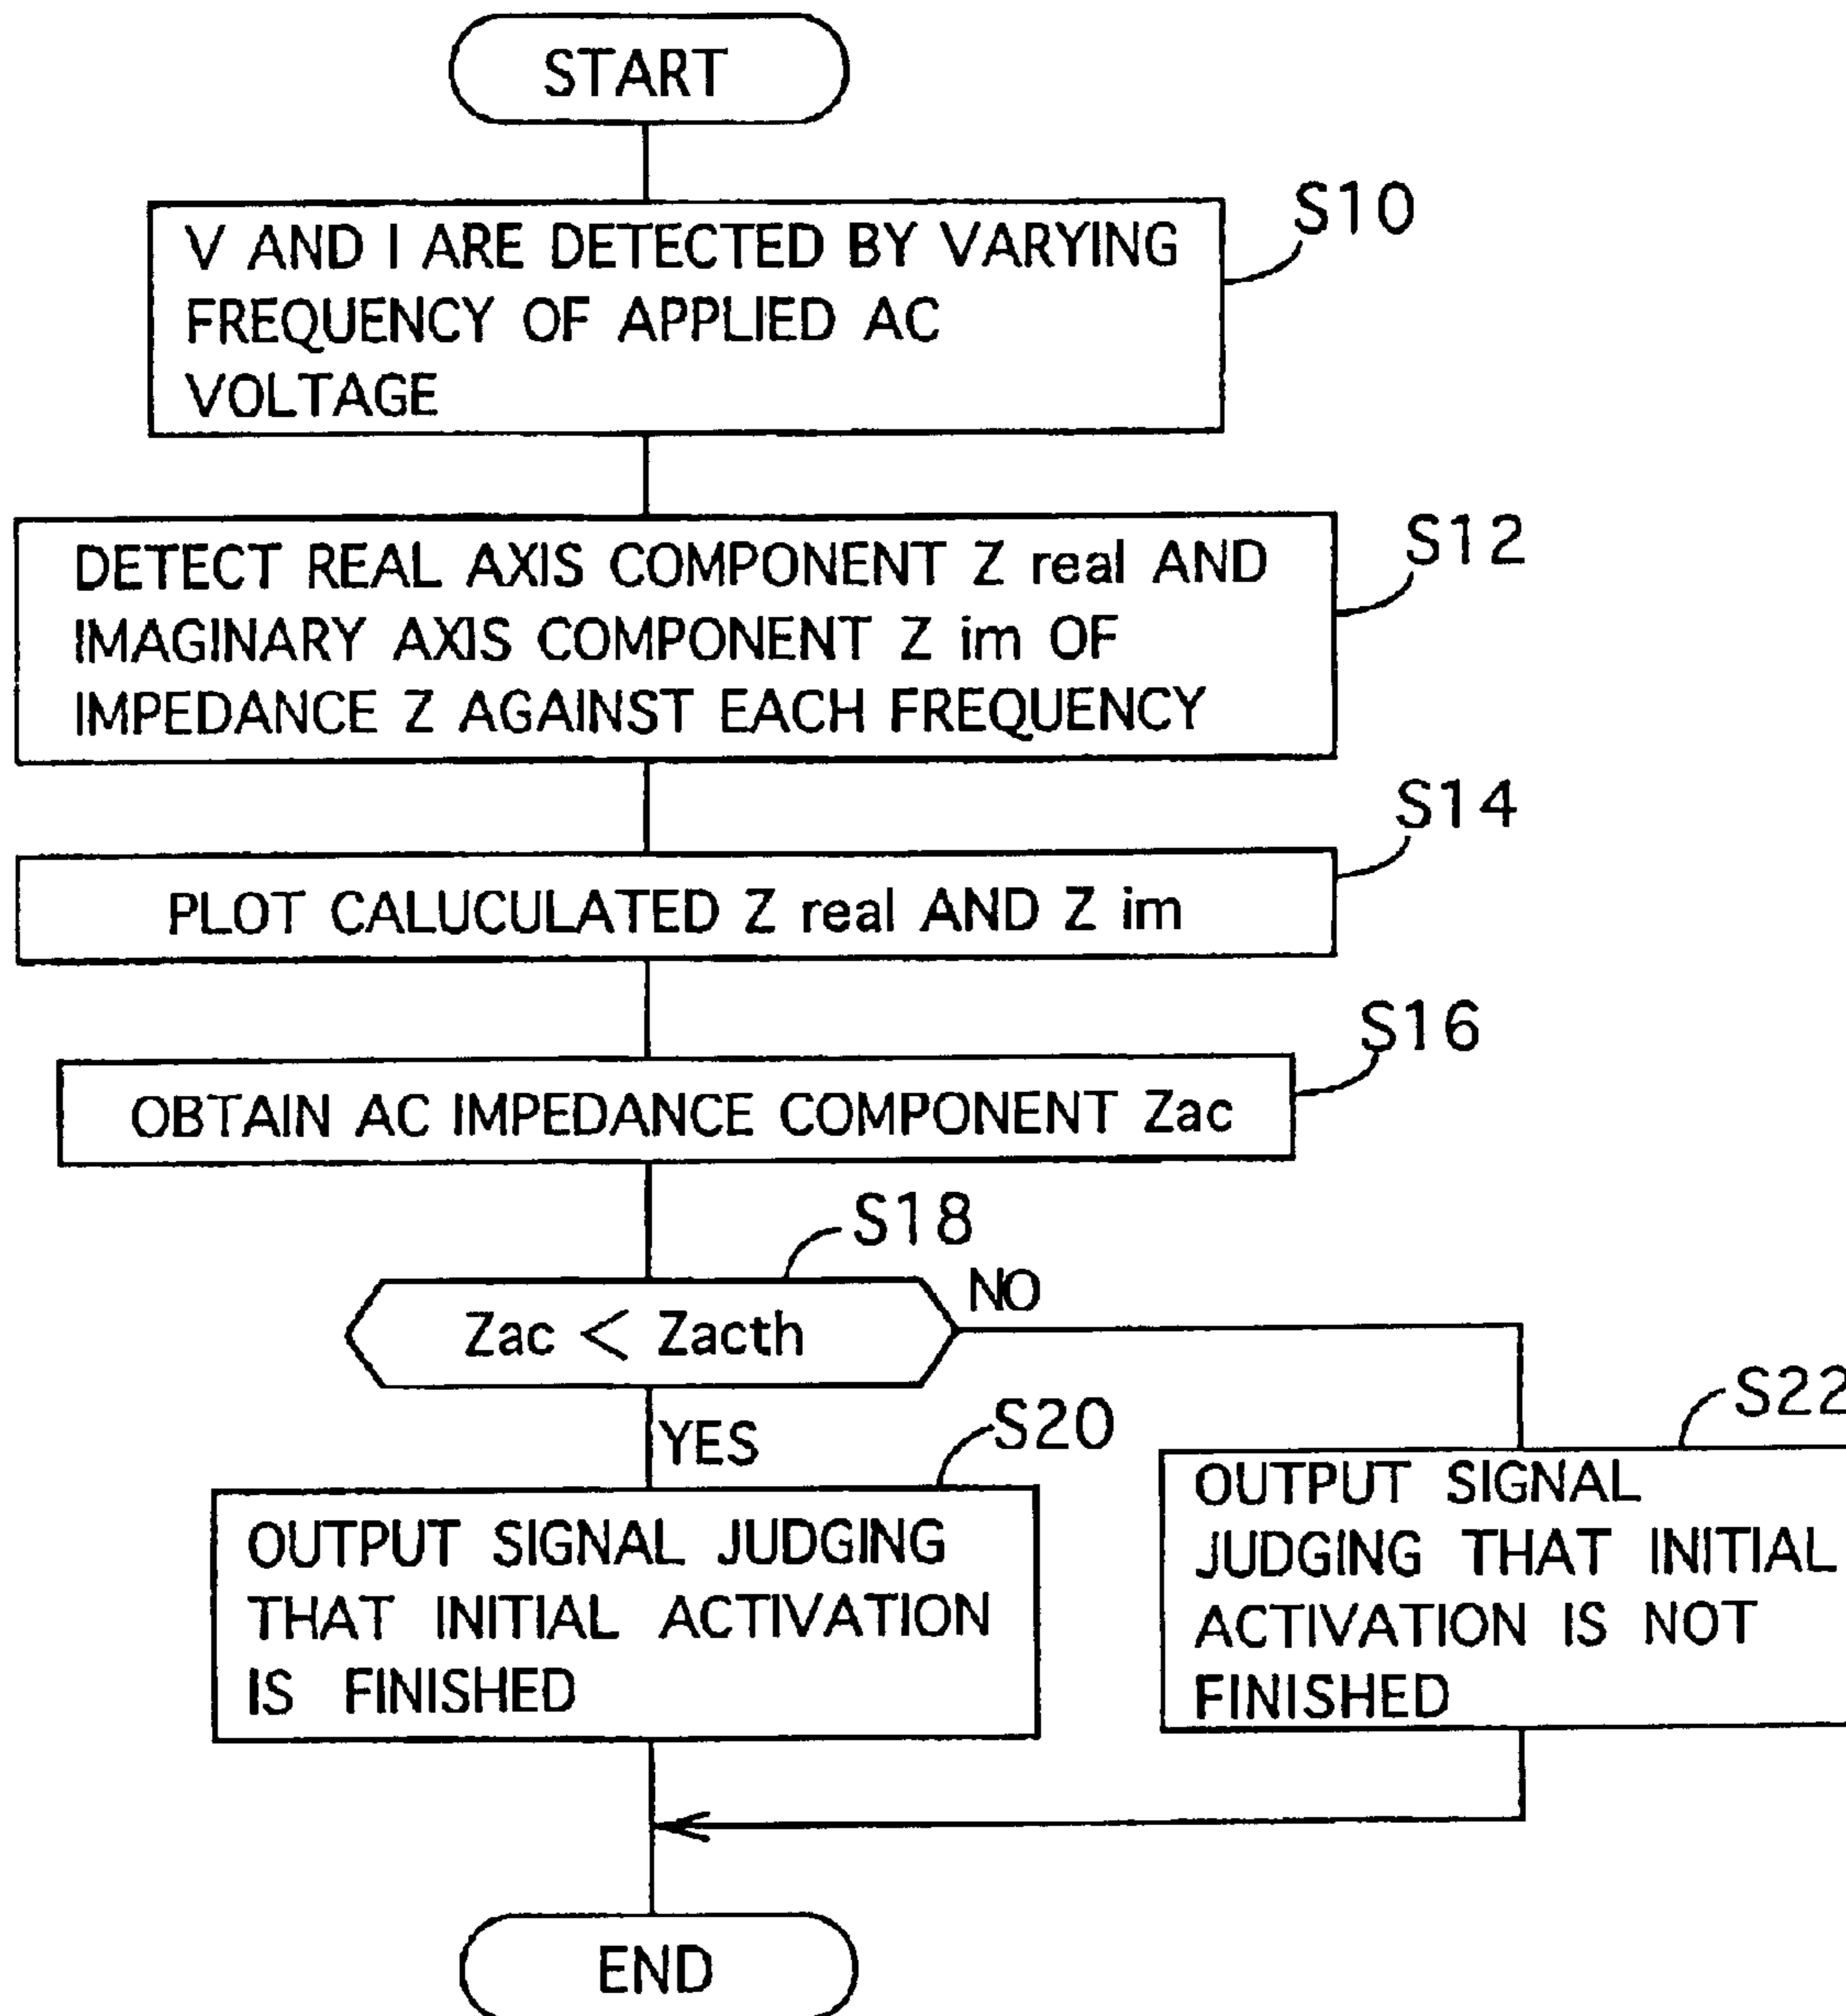 START
S10
V AND I ARE DETECTED BY VARYING
FREQUENCY OF APPLIED AC
VOLTAGE
S12
DETECT REAL AXIS COMPONENT Z real AND
IMAGINARY AXIS COMPONENT Z im OF
IMPEDANCE Z AGAINST EACH FREQUENCY
S14
PLOT CALUCULATED Z real AND Z im
S16
OBTAIN AC IMPEDANCE COMPONENT Zac
S18
Zac < Zacth
NO
YES
S20
OUTPUT SIGNAL JUDGING
THAT INITIAL ACTIVATION
IS FINISHED
S22
OUTPUT SIGNAL
JUDGING THAT INITIAL
ACTIVATION IS NOT
FINISHED
END